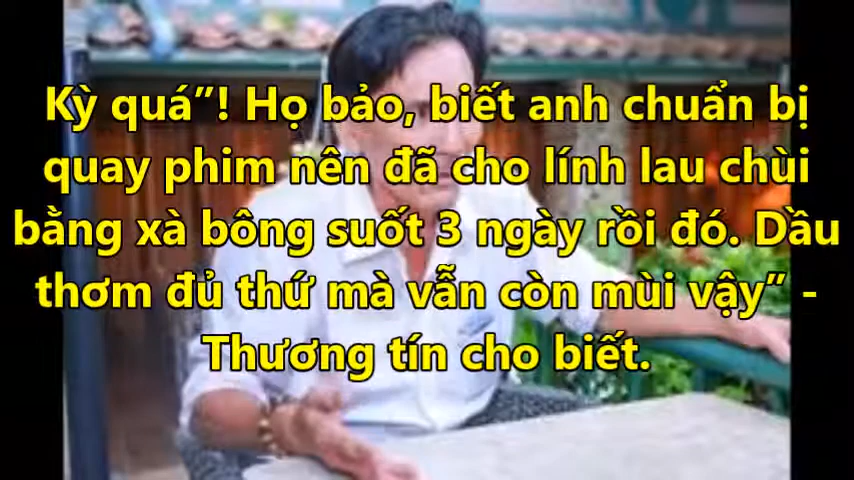 Kỳ quá”! Họ bảo, biết anh chuẩn bị
quay phim nên đã cho lính lau chùi
bằng xà bông suốt 3 ngày rồi đó. Dầu
thơm đủ thứ mà vẫn còn mùi vậy” -
Thương tín cho biết.